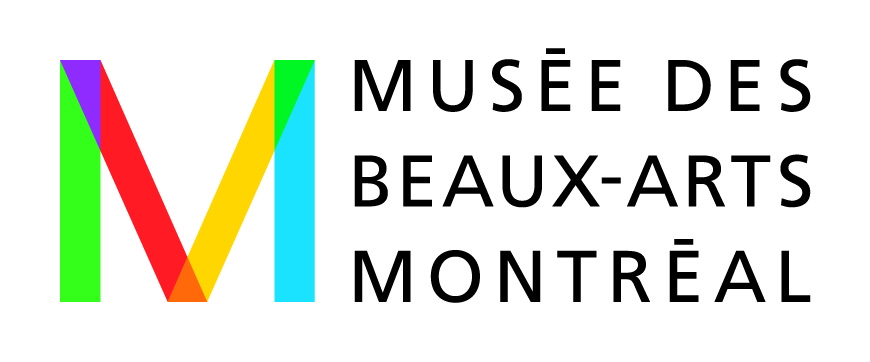 M
MUSĒE DES
BEAUX-ARTS
MONTRĒAL